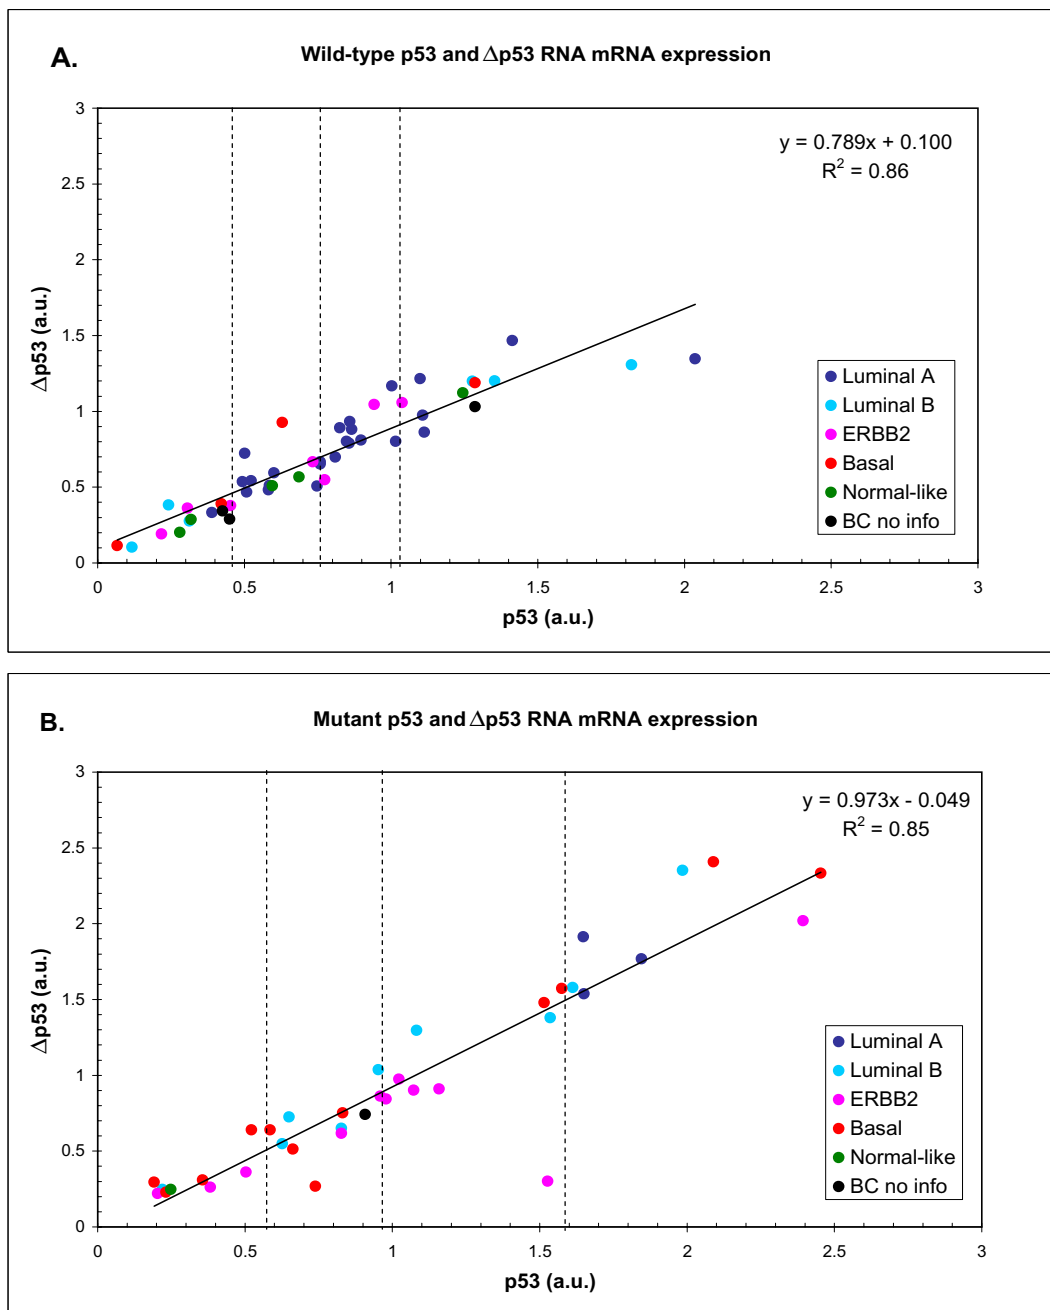 A.
Wild-type p53 and Δp53 RNA mRNA expression
y = 0.789x + 0.100
R² = 0.86
3
2.5
2
1.5
1
0.5
0
Δp53 (a.u.)
Luminal A
Luminal B
ERBB2
Basal
Normal-like
BC no info
0 0.5 1 1.5 2 2.5 3
p53 (a.u.)
B.
Mutant p53 and Δp53 RNA mRNA expression
y = 0.973x - 0.049
R² = 0.85
3
2.5
2
1.5
1
0.5
0
Δp53 (a.u.)
Luminal A
Luminal B
ERBB2
Basal
Normal-like
BC no info
0 0.5 1 1.5 2 2.5 3
p53 (a.u.)